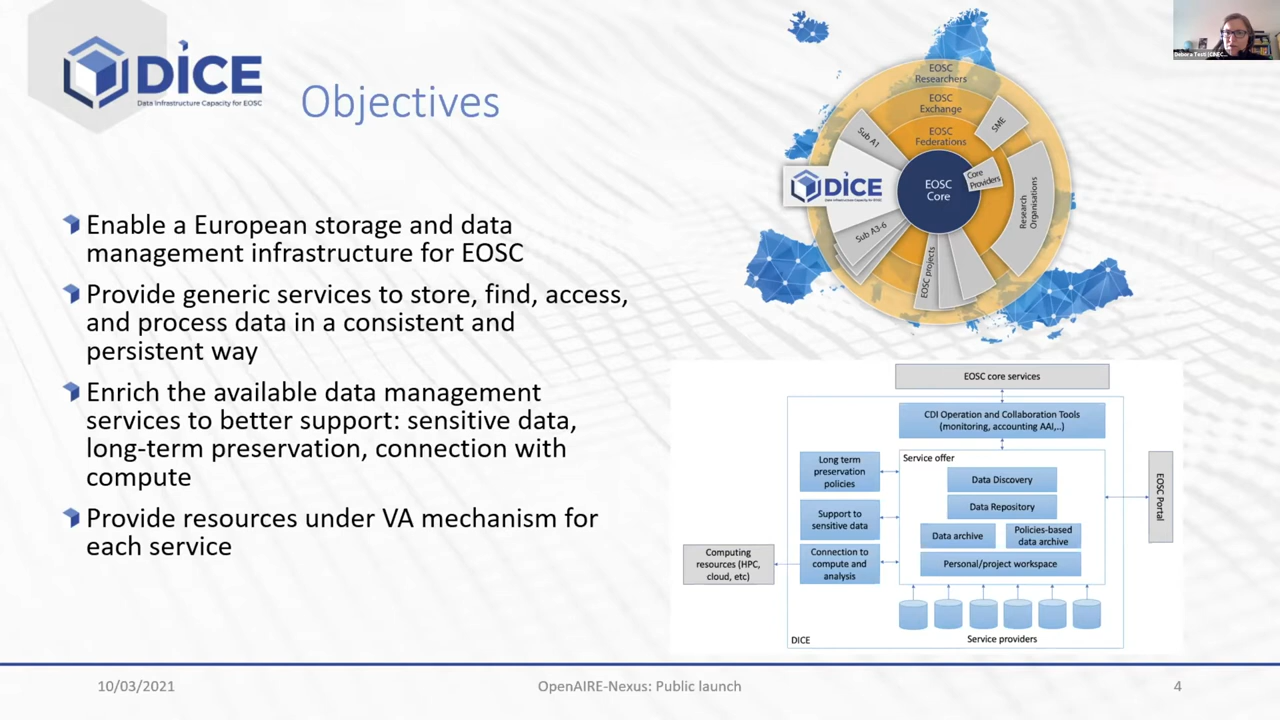 DICE
Data Infrastructure Capacity for EOSC
Objectives
Enable a European storage and data
management infrastructure for EOSC
Provide generic services to store, find, access,
and process data in a consistent and
persistent way
Enrich the available data management
services to better support: sensitive data,
long-term preservation, connection with
compute
Provide resources under VA mechanism for
each service
EOSC
Researchers
EOSC
Exchange
EOSC
Federations
EOSC
Core
Core
Providers
SME
Research
Organisations
Sub A1
DICE
Data Infrastructure Capacity for EOSC
Sub A3-6
EOSC projects
EOSC core services
CDI Operation and Collaboration Tools
(monitoring, accounting AAI,..)
Service offer
Data Discovery
Data Repository
Data archive
Policies-based
data archive
Personal/project workspace
Long term
preservation
policies
Support to
sensitive data
Connection to
compute and
analysis
Computing
resources (HPC,
cloud, etc)
EOSC Portal
DICE
Service providers
10/03/2021
OpenAIRE-Nexus: Public launch
4